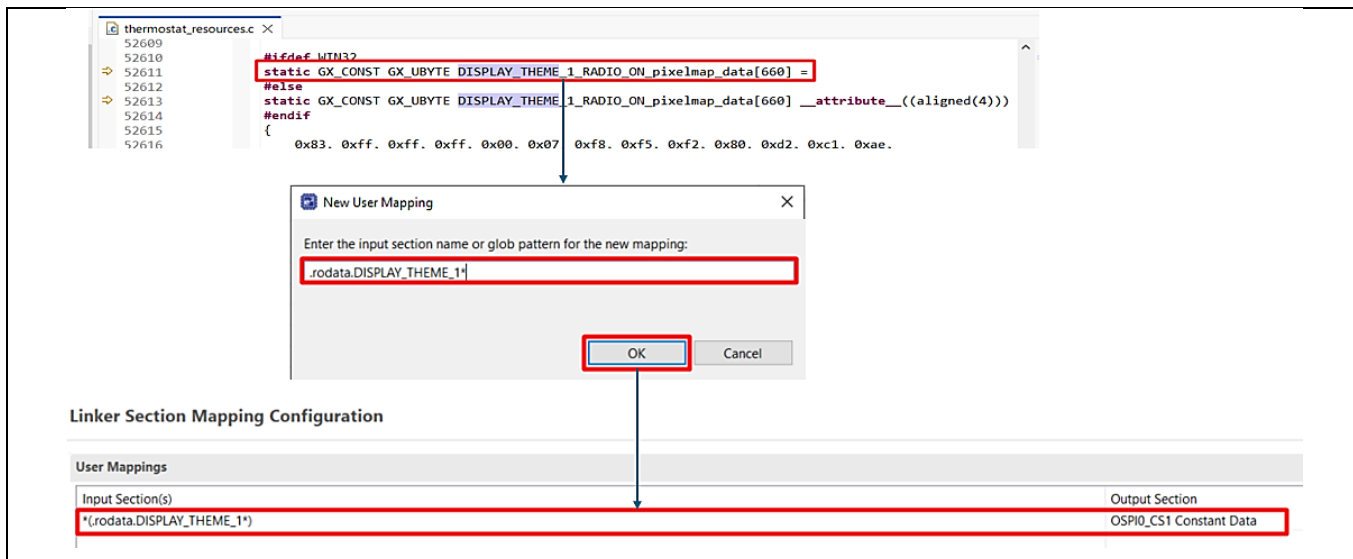 thermostat_resources.c
52609
52610 #ifdef WIN32
52611 static GX_CONST GX_UBYTE DISPLAY_THEME_1_RADIO_ON_pixelmap_data[660] =
52612 #else
52613 static GX_CONST GX_UBYTE DISPLAY_THEME_1_RADIO_ON_pixelmap_data[660] __attribute__((aligned(4)))
52614 #endif
52615 {
52616 0x83. 0xff. 0xff. 0xff. 0x00. 0x07. 0xf8. 0xf5. 0xf2. 0x80. 0xd2. 0xc1. 0xae.
New User Mapping
Enter the input section name or glob pattern for the new mapping:
.rodata.DISPLAY_THEME_1*
OK Cancel
Linker Section Mapping Configuration
User Mappings
Input Section(s) Output Section
*(.rodata.DISPLAY_THEME_1*) OSPI0_CS1 Constant Data